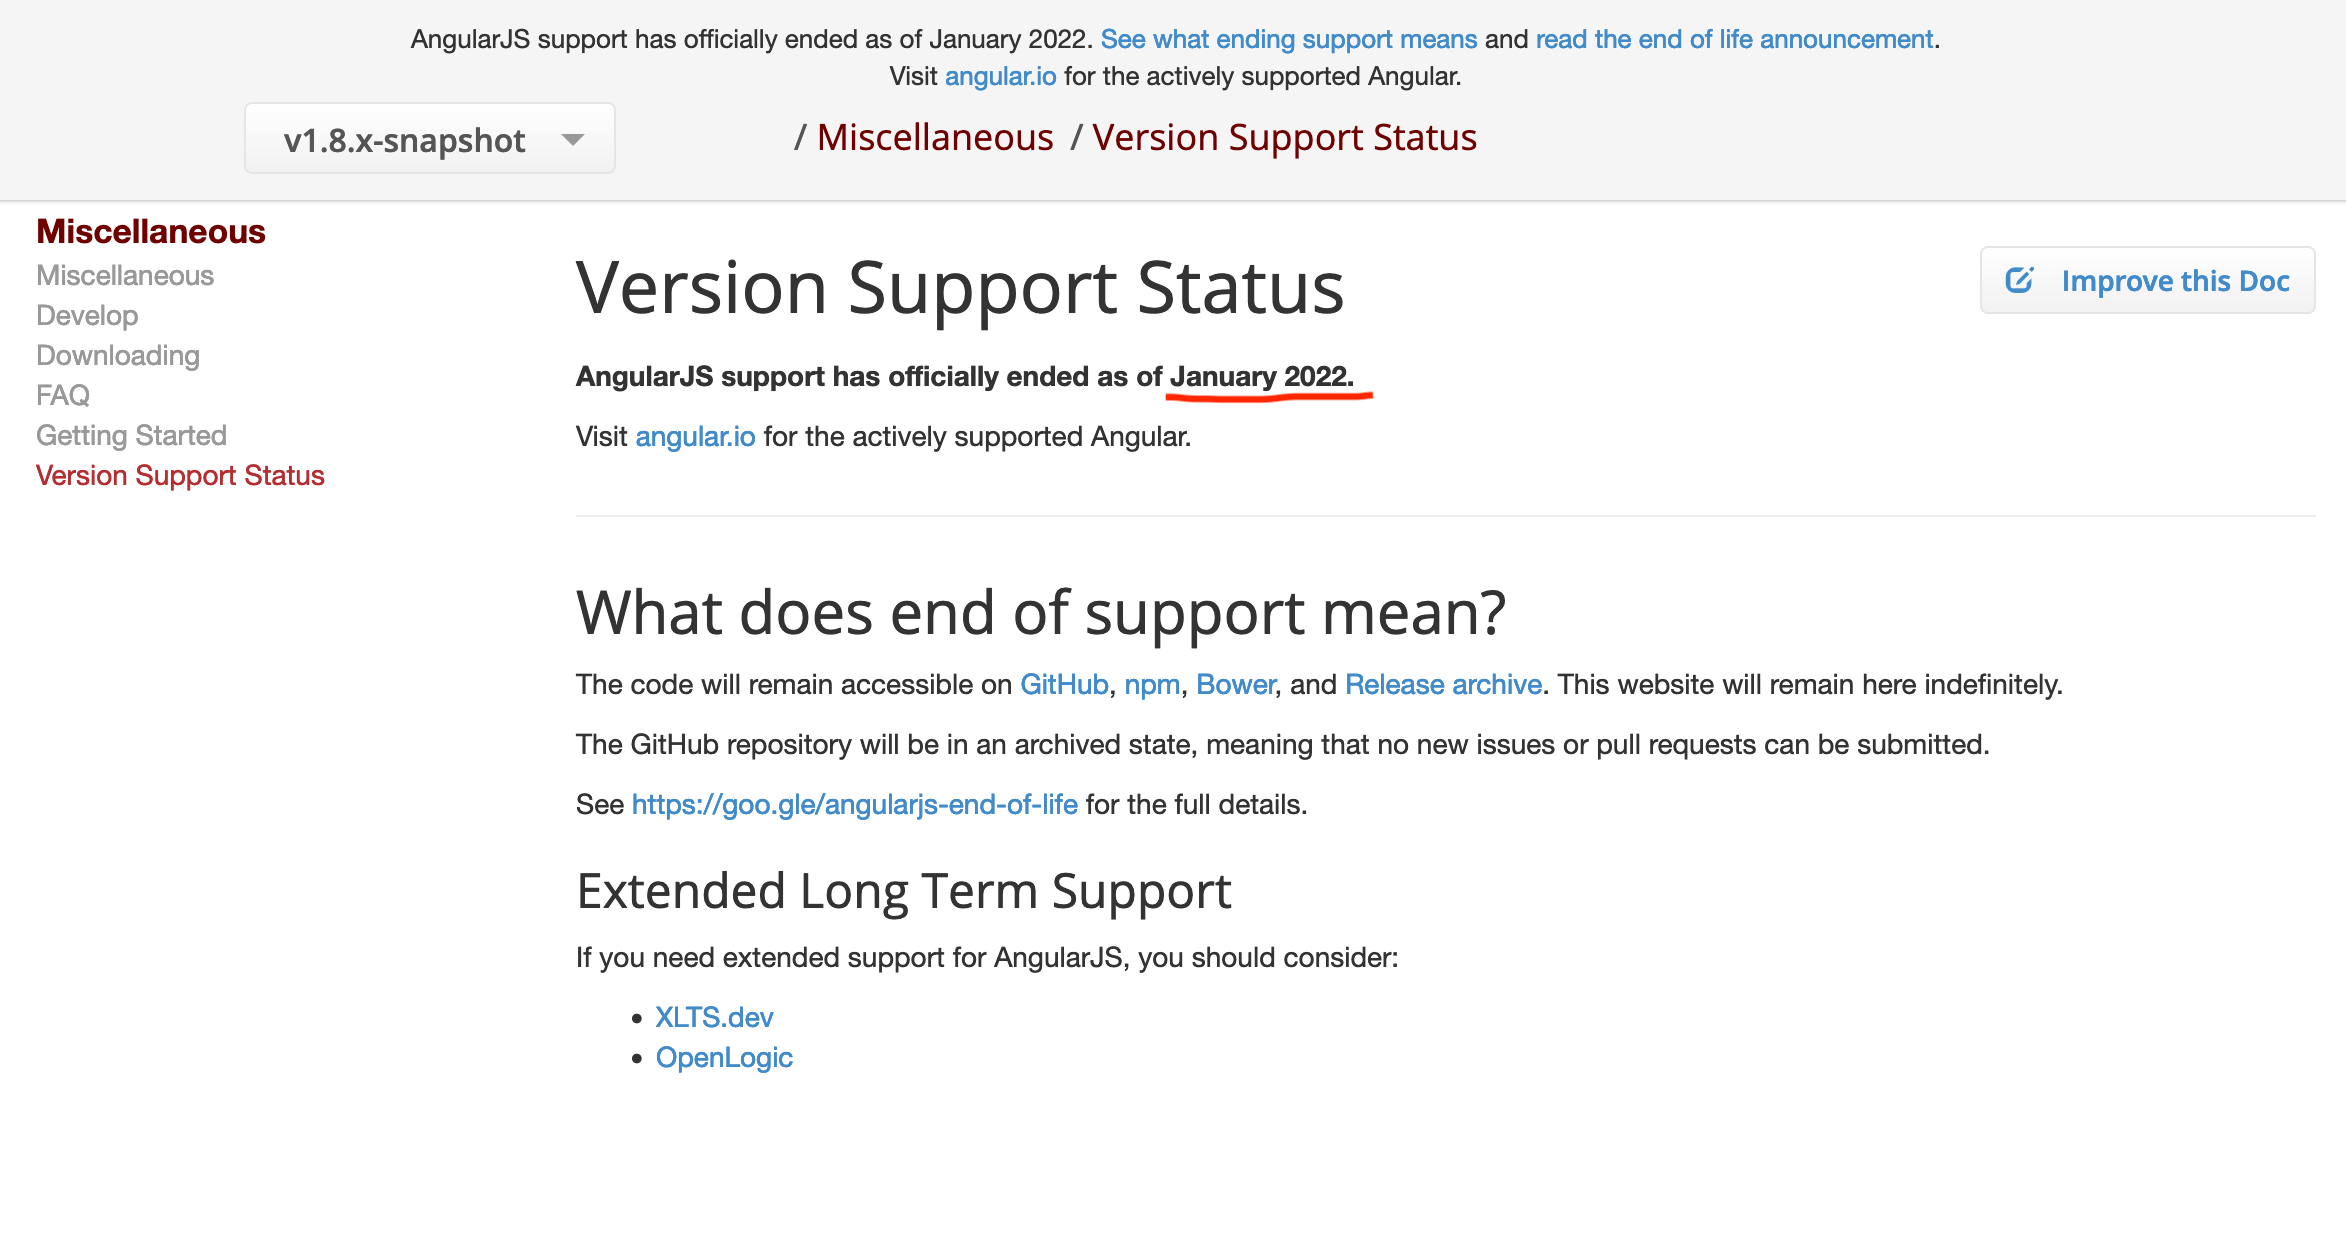 AngularJS support has officially ended as of January 2022. See what ending support means and read the end of life announcement.
Visit angular.io for the actively supported Angular.
v1.8.x-snapshot
/ Miscellaneous / Version Support Status
Miscellaneous
Miscellaneous
Develop
Downloading
FAQ
Getting Started
Version Support Status
Version Support Status
Improve this Doc
AngularJS support has officially ended as of January 2022.
Visit angular.io for the actively supported Angular.
What does end of support mean?
The code will remain accessible on GitHub, npm, Bower, and Release archive. This website will remain here indefinitely.
The GitHub repository will be in an archived state, meaning that no new issues or pull requests can be submitted.
See https://goo.gle/angularjs-end-of-life for the full details.
Extended Long Term Support
If you need extended support for AngularJS, you should consider:
• XLTS.dev
• OpenLogic